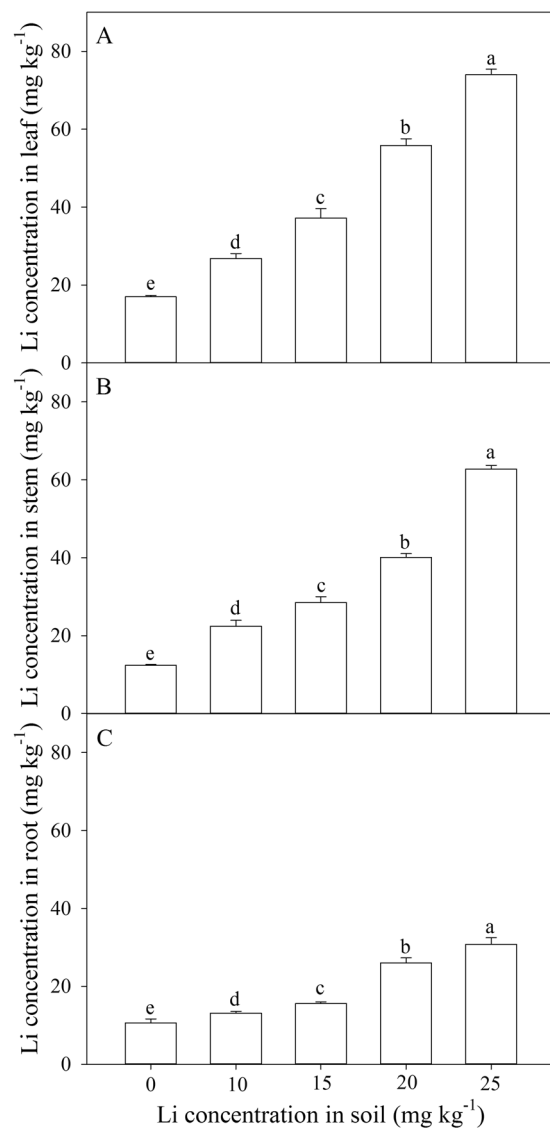 A
Li concentration in leaf (mg kg⁻¹)
80
60
40
20
0
e
d
c
b
a
B
Li concentration in stem (mg kg⁻¹)
80
60
40
20
0
e
d
c
b
a
C
Li concentration in root (mg kg⁻¹)
80
60
40
20
0
e
d
c
b
a
0 10 15 20 25
Li concentration in soil (mg kg⁻¹)